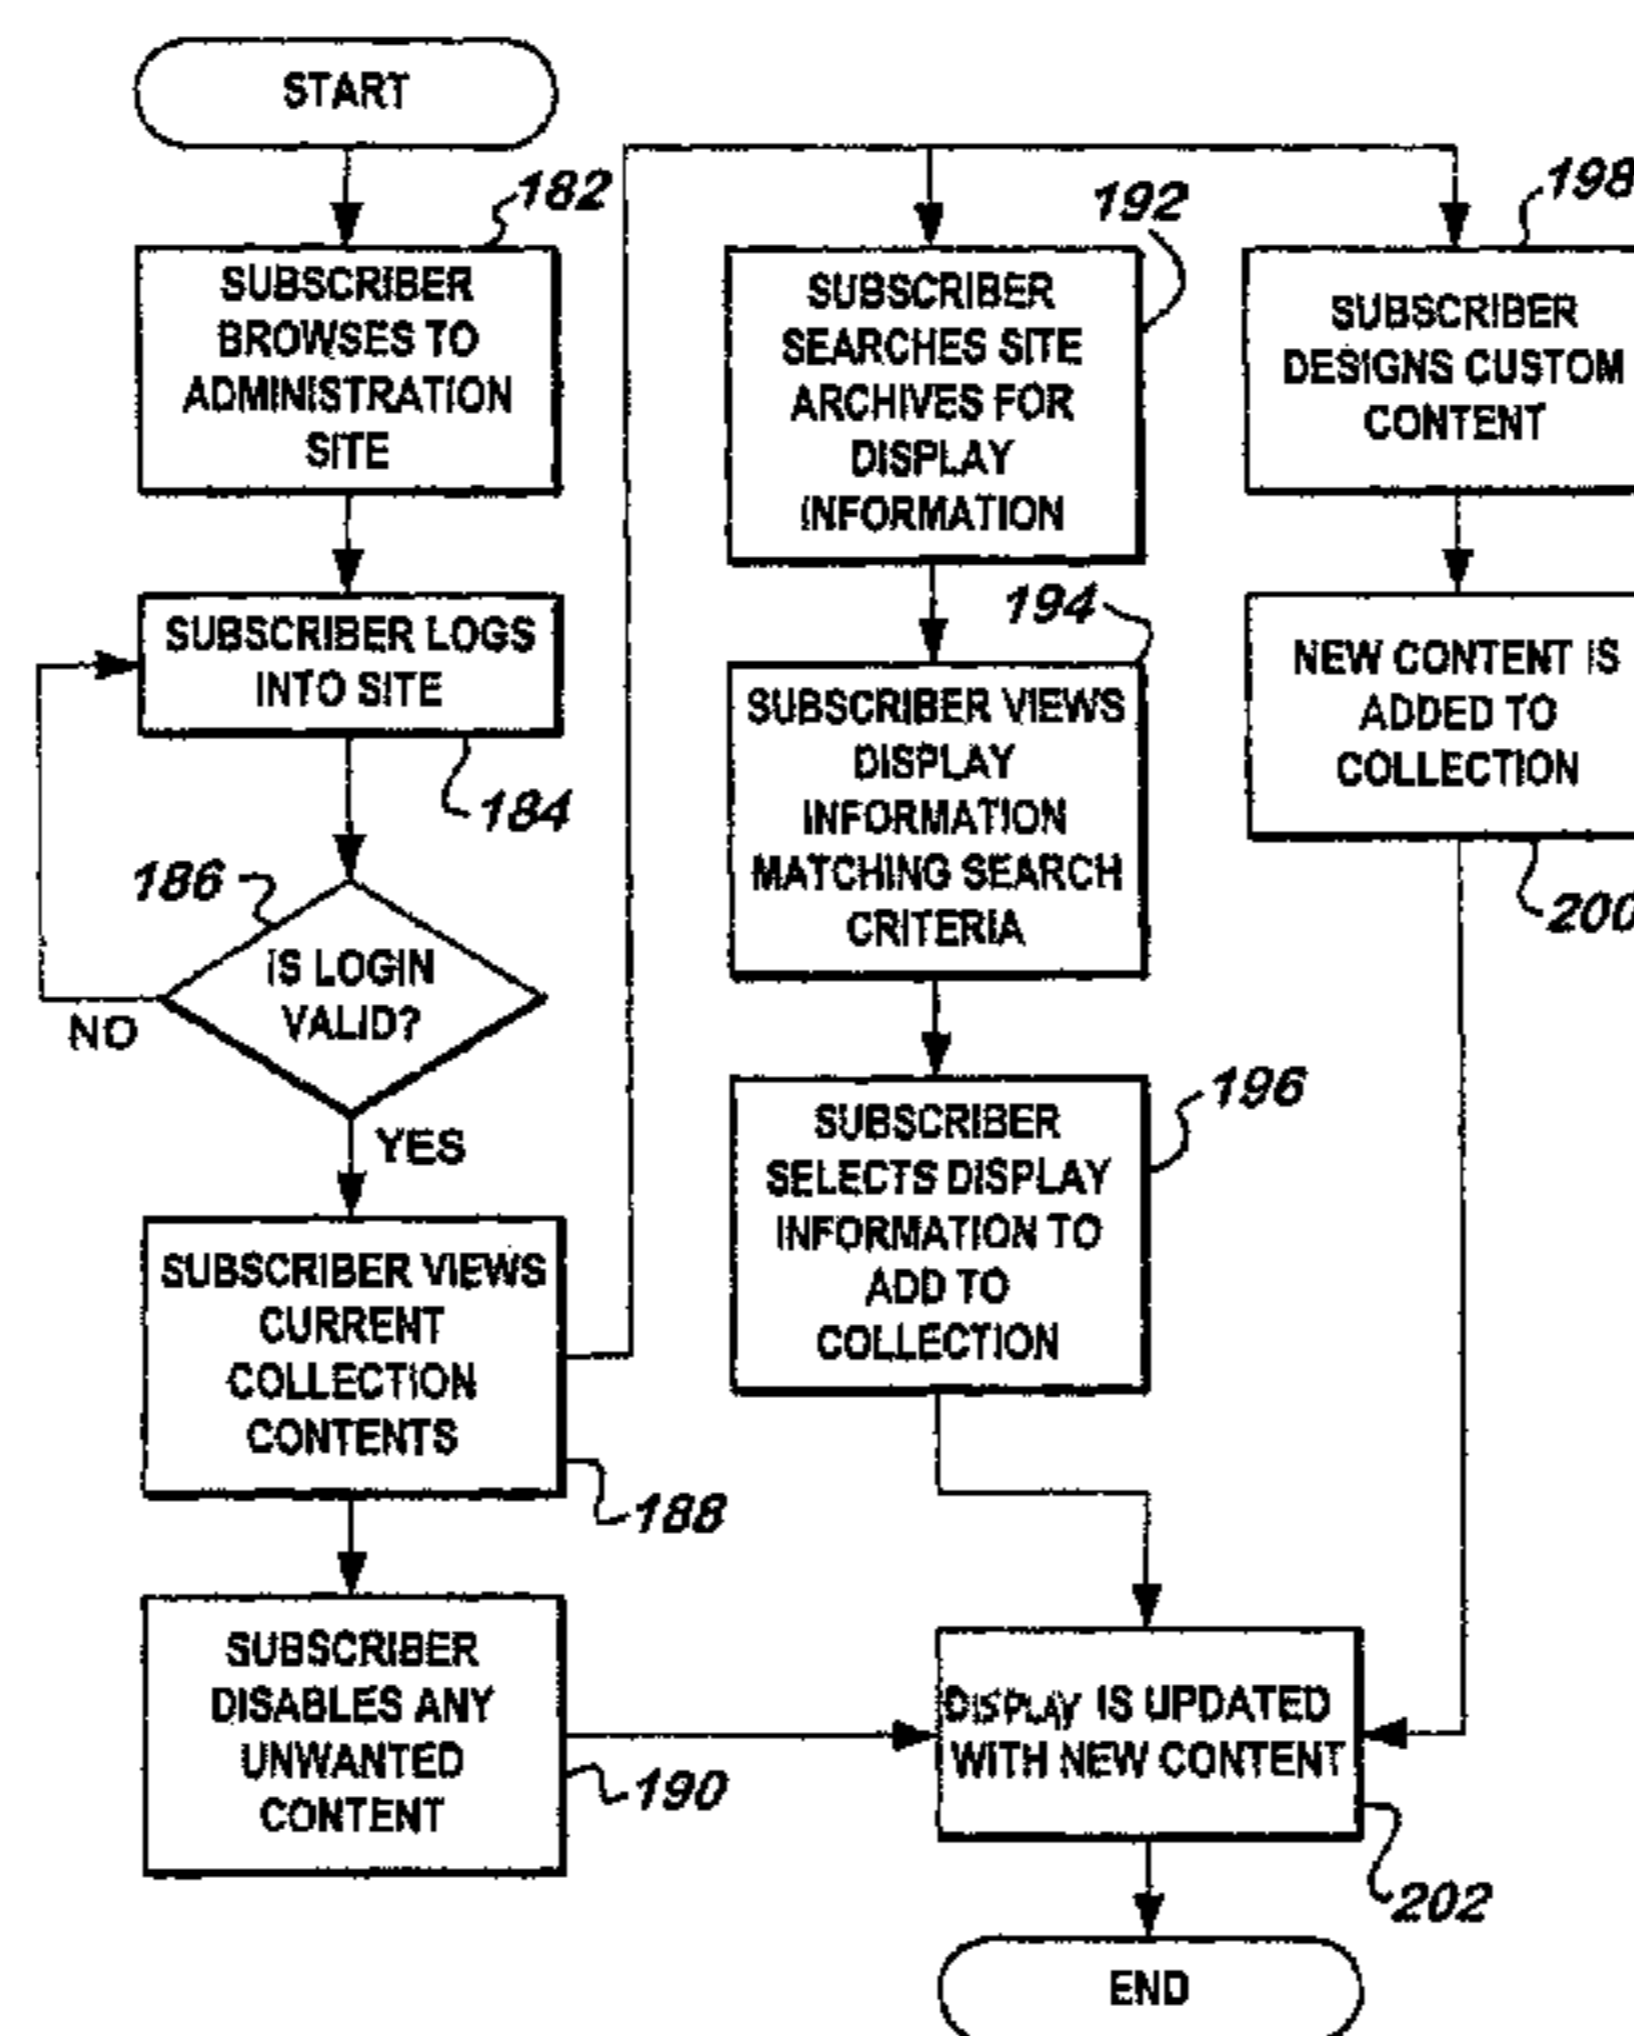 START
182
SUBSCRIBER
BROWSES TO
ADMINISTRATION
SITE
SUBSCRIBER LOGS
INTO SITE
184
186
IS LOGIN
VALID?
NO
YES
SUBSCRIBER VIEWS
CURRENT
COLLECTION
CONTENTS
188
SUBSCRIBER
DISABLES ANY
UNWANTED
CONTENT
190
192
SUBSCRIBER
SEARCHES SITE
ARCHIVES FOR
DISPLAY
INFORMATION
194
SUBSCRIBER VIEWS
DISPLAY
INFORMATION
MATCHING SEARCH
CRITERIA
196
SUBSCRIBER
SELECTS DISPLAY
INFORMATION TO
ADD TO
COLLECTION
198
SUBSCRIBER
DESIGNS CUSTOM
CONTENT
NEW CONTENT IS
ADDED TO
COLLECTION
200
DISPLAY IS UPDATED
WITH NEW CONTENT
202
END